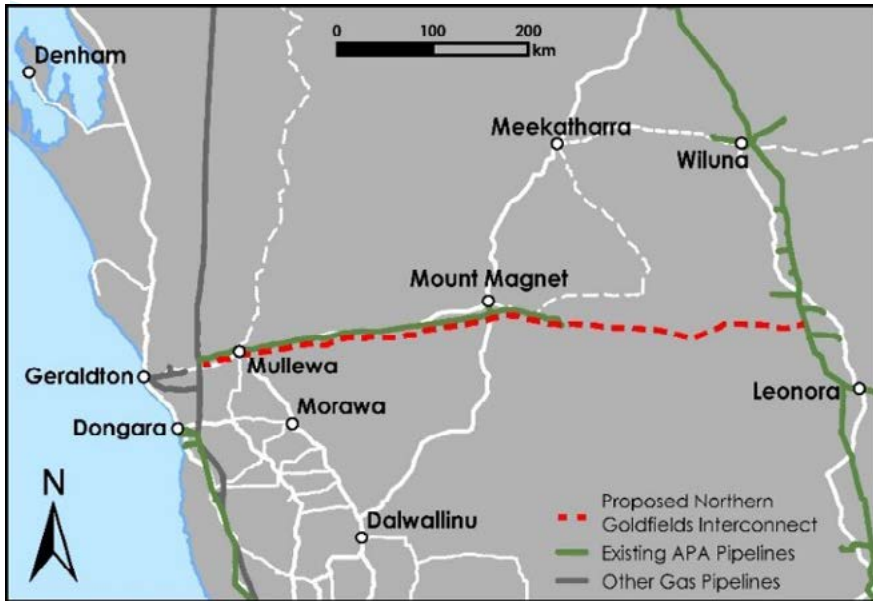 Denham
0 100 200
km
Meekatharra
Wiluna
Mount Magnet
Mullewa
Geraldton
Morawa
Leonora
Dongara
N
Dalwallinu
Proposed Northern
Goldfields Interconnect
Existing APA Pipelines
Other Gas Pipelines